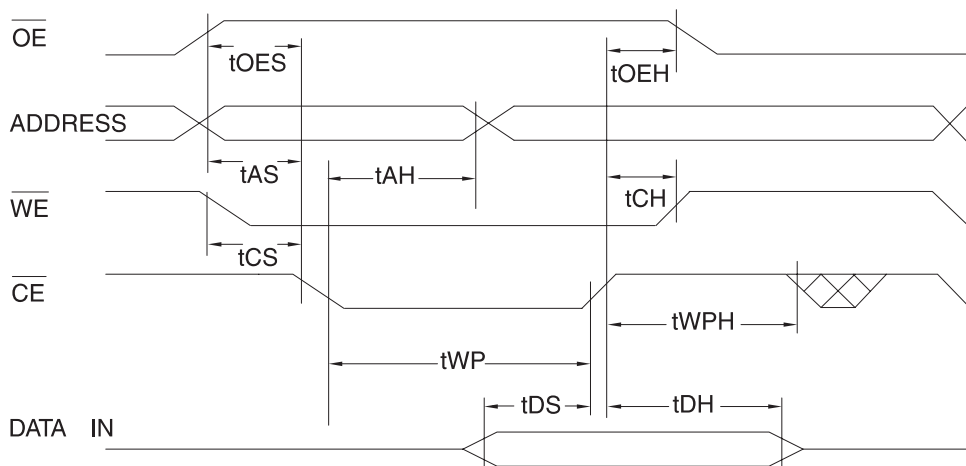 OE
tOES
tOEH
ADDRESS
tAS
tAH
tCH
WE
tCS
CE
tWPH
tWP
tDS
tDH
DATA IN